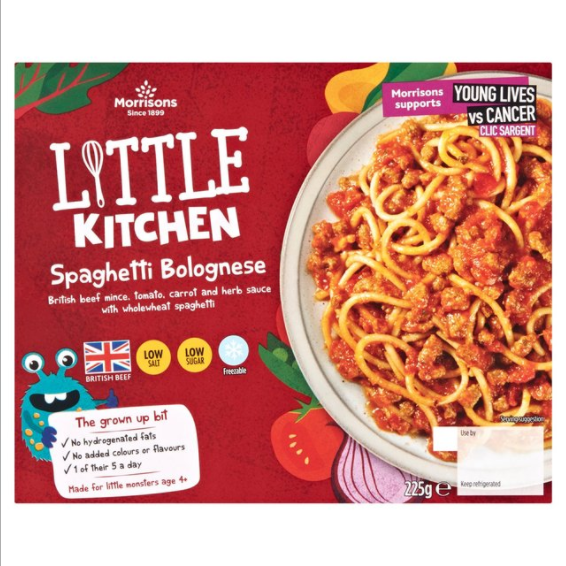 Morrisons
Since 1899
LITTLE
KITCHEN
Spaghetti Bolognese
British beef mince, tomato, carrot and herb sauce
with wholewheat spaghetti
BRITISH BEEF
LOW
SALT
LOW
SUGAR
Freezable
The grown up bit
✓ No hydrogenated fats
✓ No added colours or flavours
✓ 1 of their 5 a day
Made for little monsters age 4+
Morrisons
supports
YOUNG LIVES
vs CANCER
CLIC SARGENT
Serving suggestion
Use by
Keep refrigerated
225g ℮